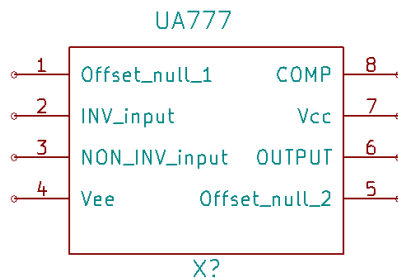 UA777
1 Offset_null_1 COMP 8
2 INV_input Vcc 7
3 NON_INV_input OUTPUT 6
4 Vee Offset_null_2 5
X?